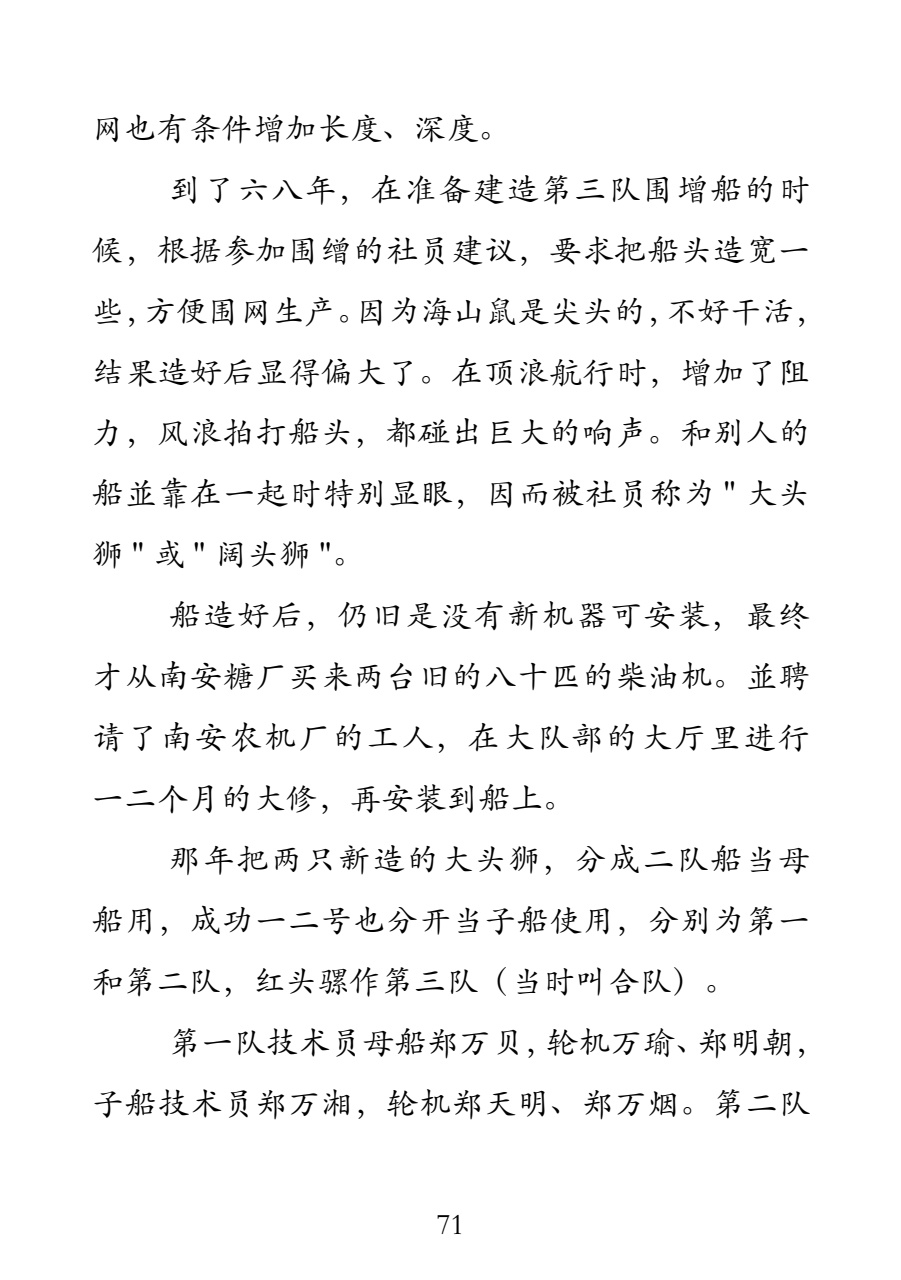 网也有条件增加长度、深度。
到了六八年，在准备建造第三队围增船的时
候，根据参加围缯的社员建议，要求把船头造宽一
些，方便围网生产。因为海山鼠是尖头的，不好干活，
结果造好后显得偏大了。在顶浪航行时，增加了阻
力，风浪拍打船头，都碰出巨大的响声。和别人的
船並靠在一起时特别显眼，因而被社员称为"大头
狮"或"阔头狮"。
船造好后，仍旧是没有新机器可安装，最终
才从南安糖厂买来两台旧的八十匹的柴油机。並聘
请了南安农机厂的工人，在大队部的大厅里进行
一二个月的大修，再安装到船上。
那年把两只新造的大头狮，分成二队船当母
船用，成功一二号也分开当子船使用，分别为第一
和第二队，红头骡作第三队（当时叫合队）。
第一队技术员母船郑万贝，轮机万瑜、郑明朝，
子船技术员郑万湘，轮机郑天明、郑万烟。第二队
71